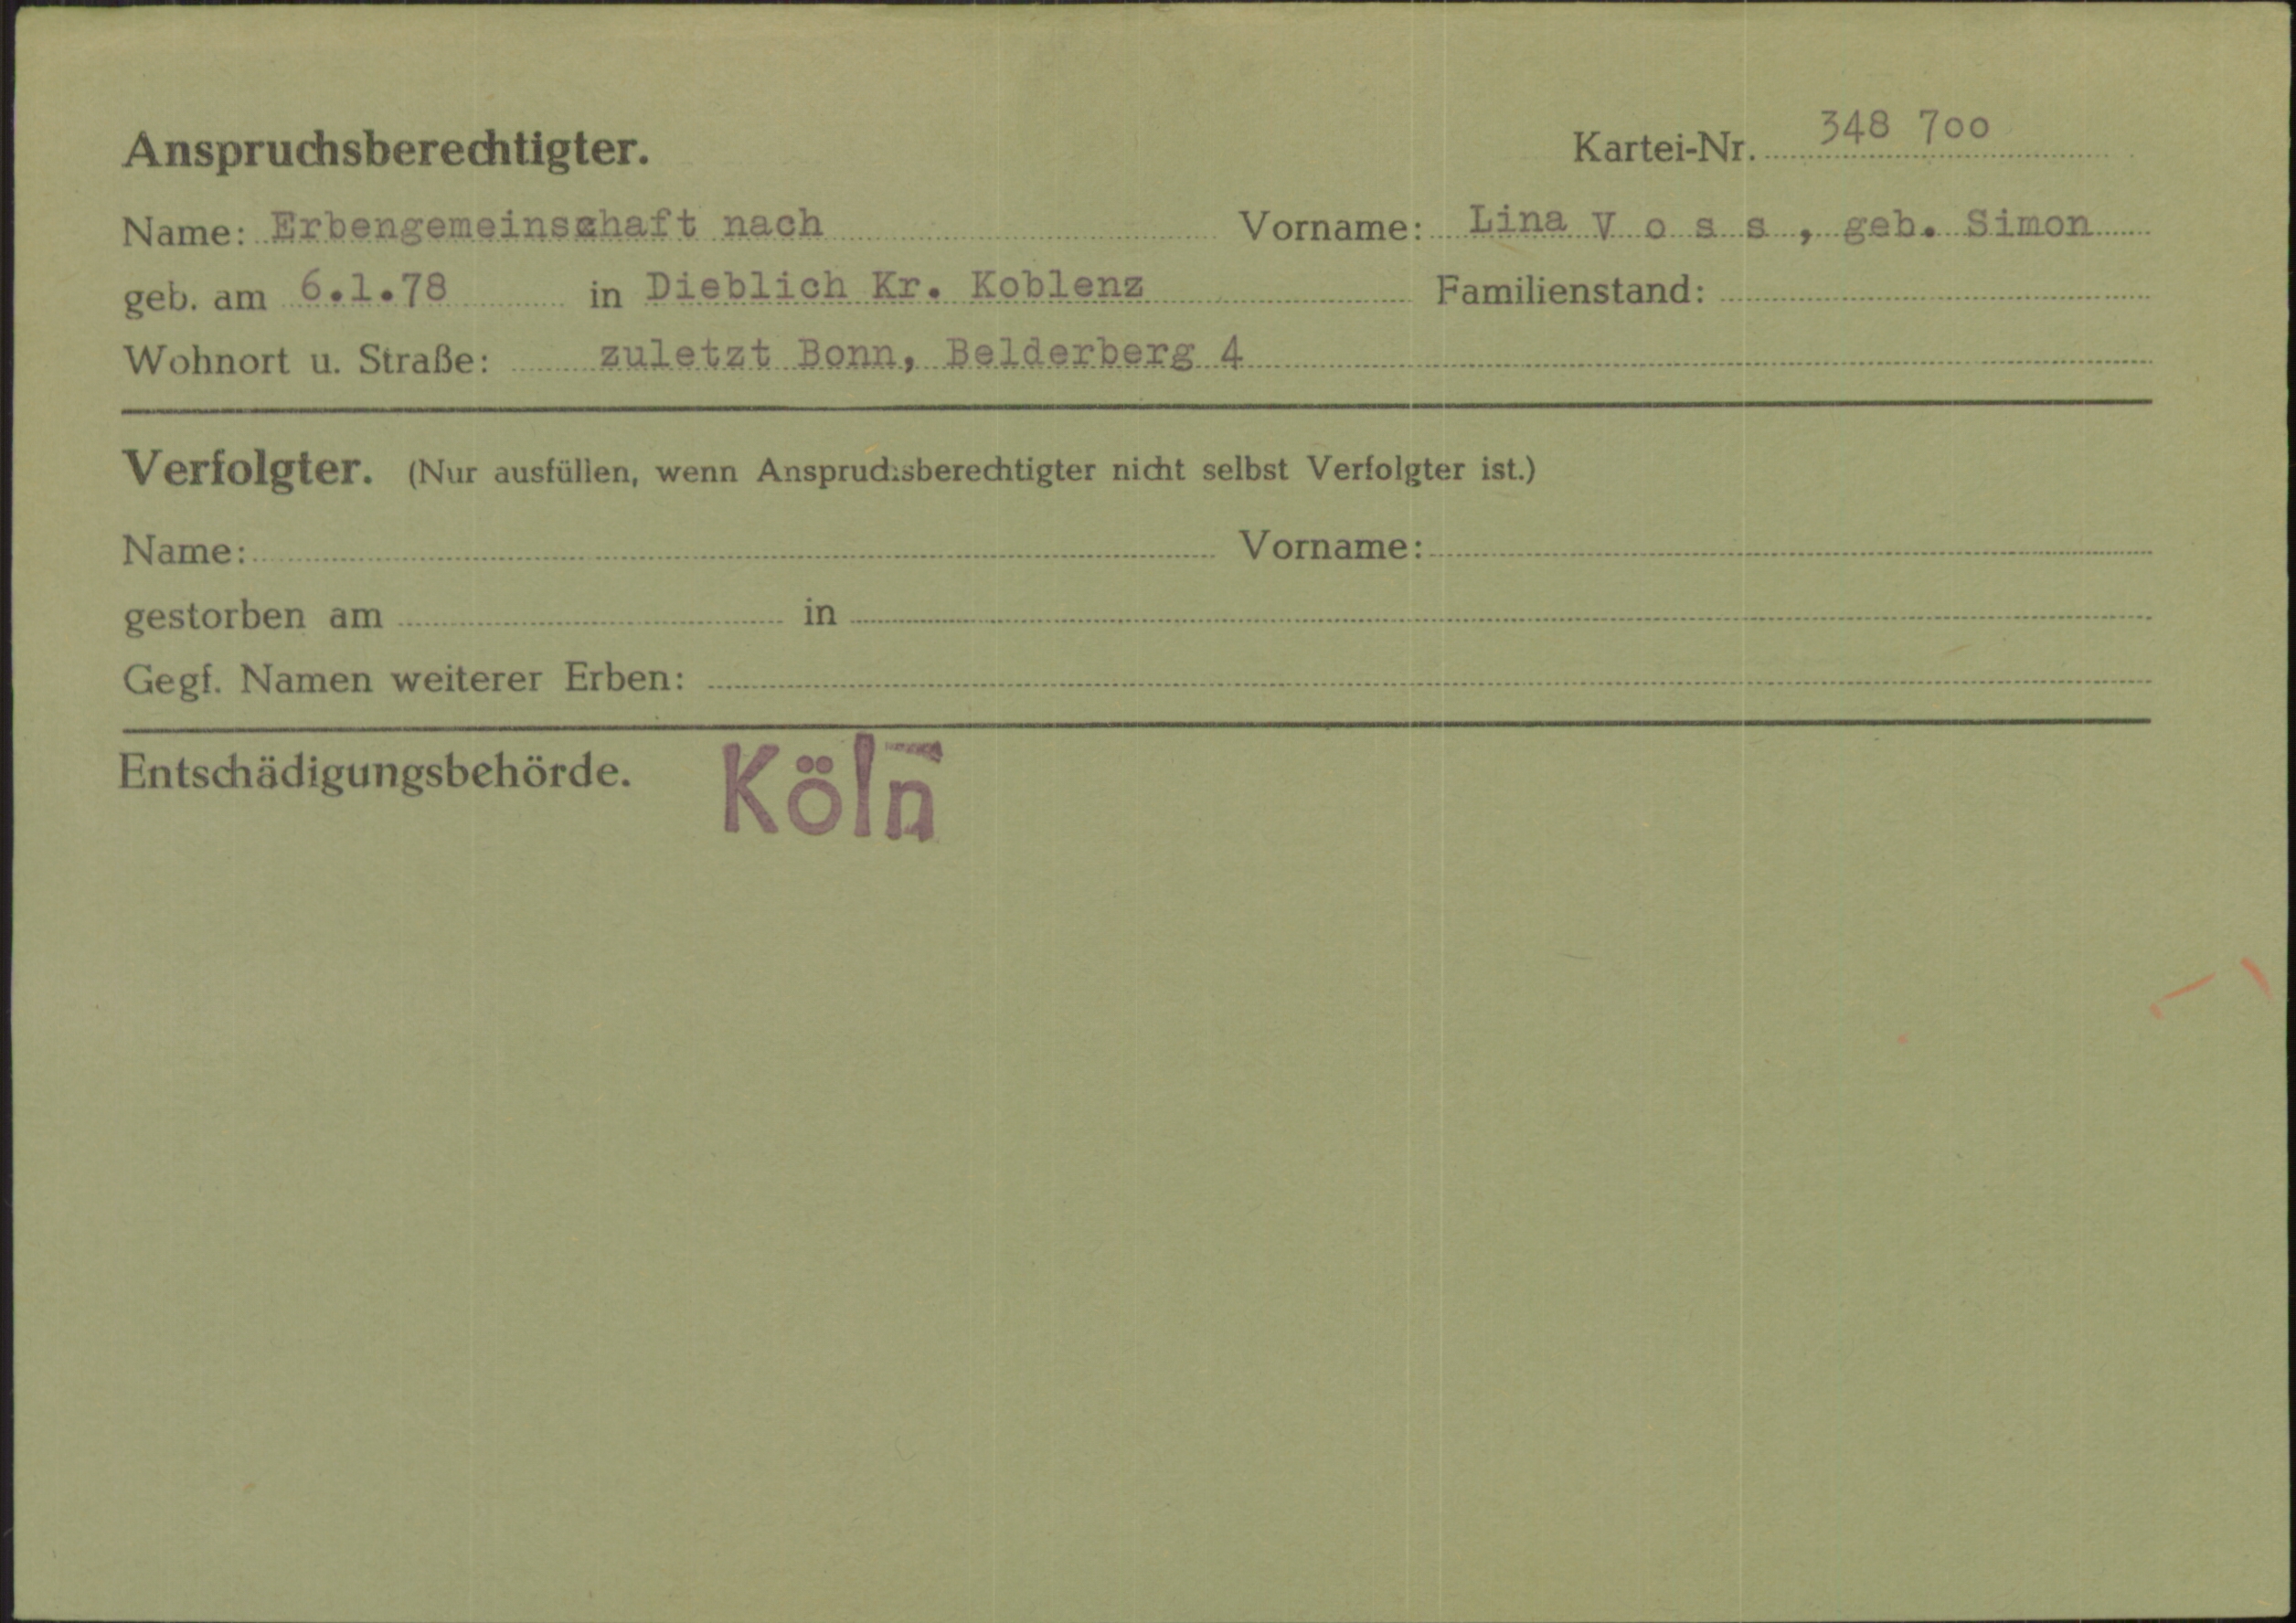 Anspruchsberechtigter. Kartei-Nr. 348 700
Name: Erbengemeinschaft nach Vorname: Lina V o s s , geb. Simon
geb. am 6.1.78 in Dieblich Kr. Koblenz Familienstand:
Wohnort u. Straße: zuletzt Bonn, Belderberg 4
Verfolgter. (Nur ausfüllen, wenn Anspruchsberechtigter nicht selbst Verfolgter ist.)
Name: Vorname:
gestorben am in
Gegf. Namen weiterer Erben:
Entschädigungsbehörde. Köln